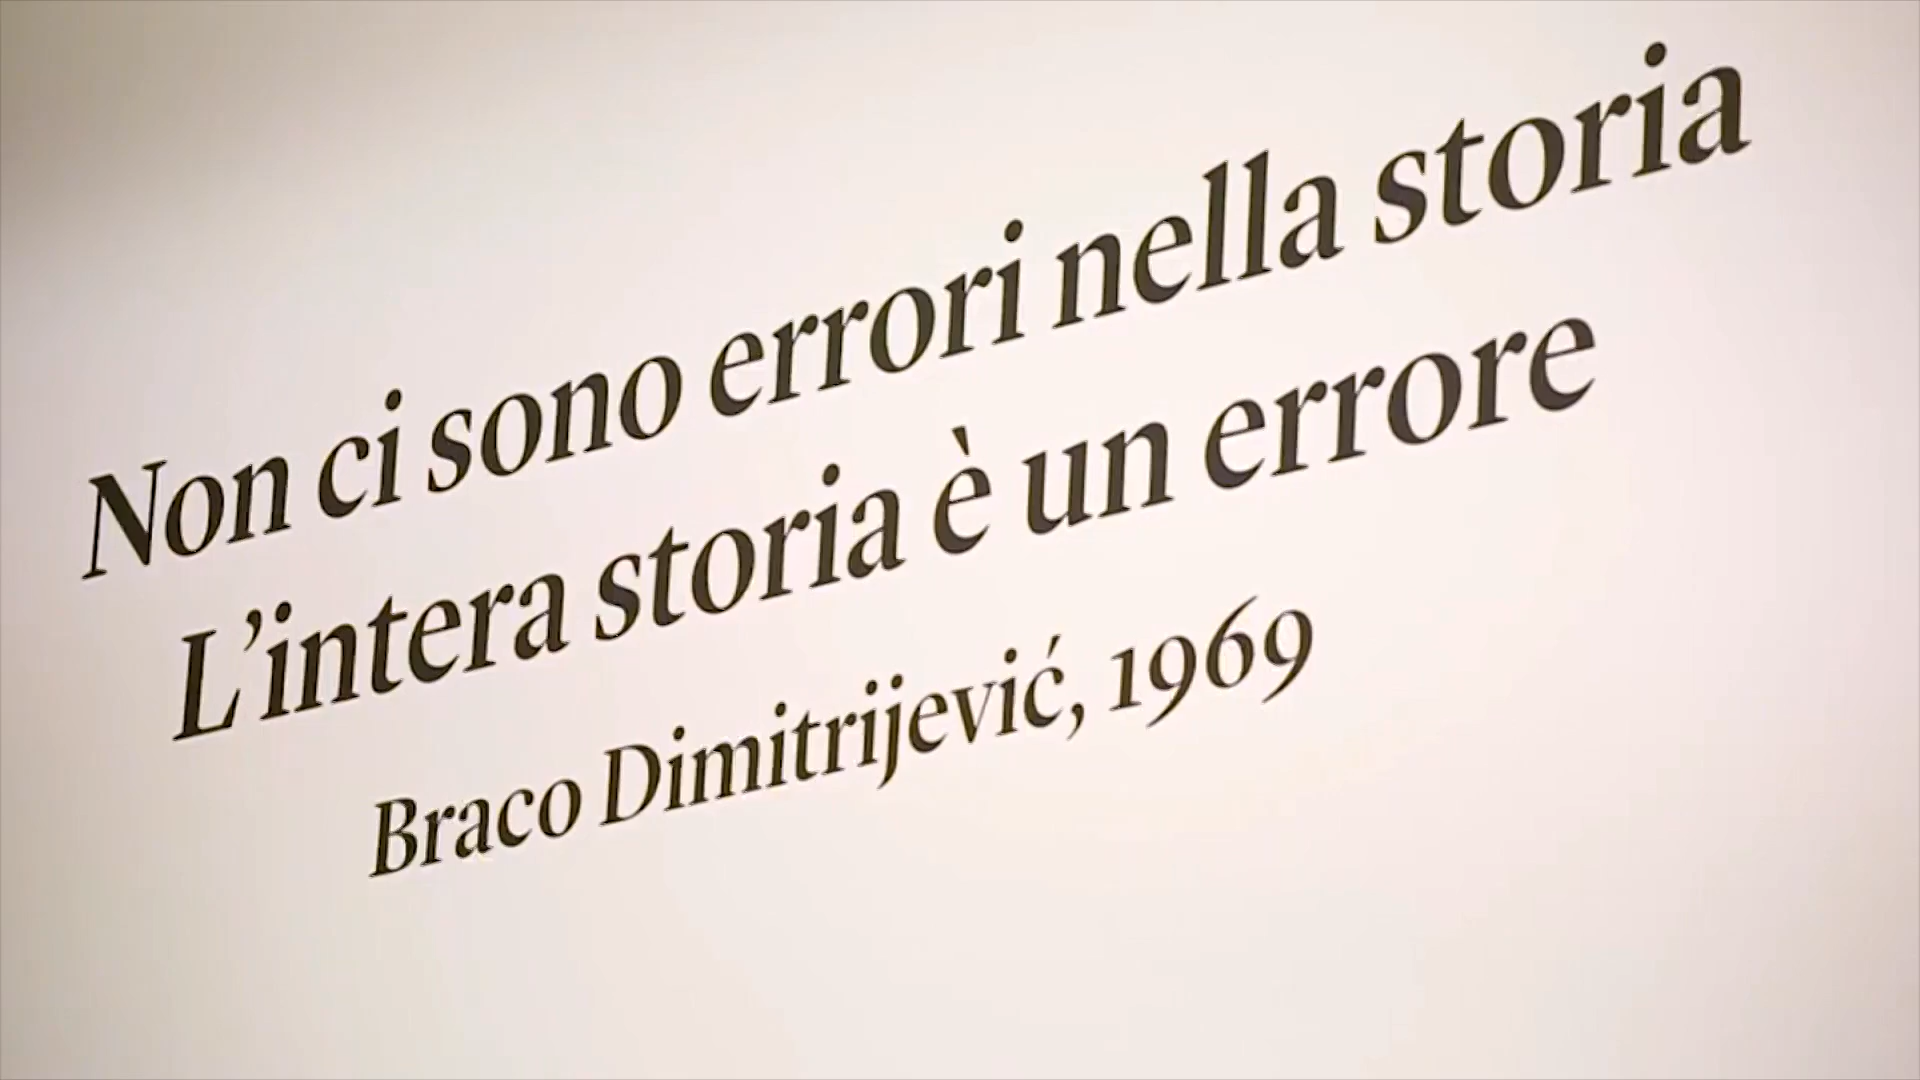 Non ci sono errori nella storia
L’intera storia è un errore
Braco Dimitrijević, 1969